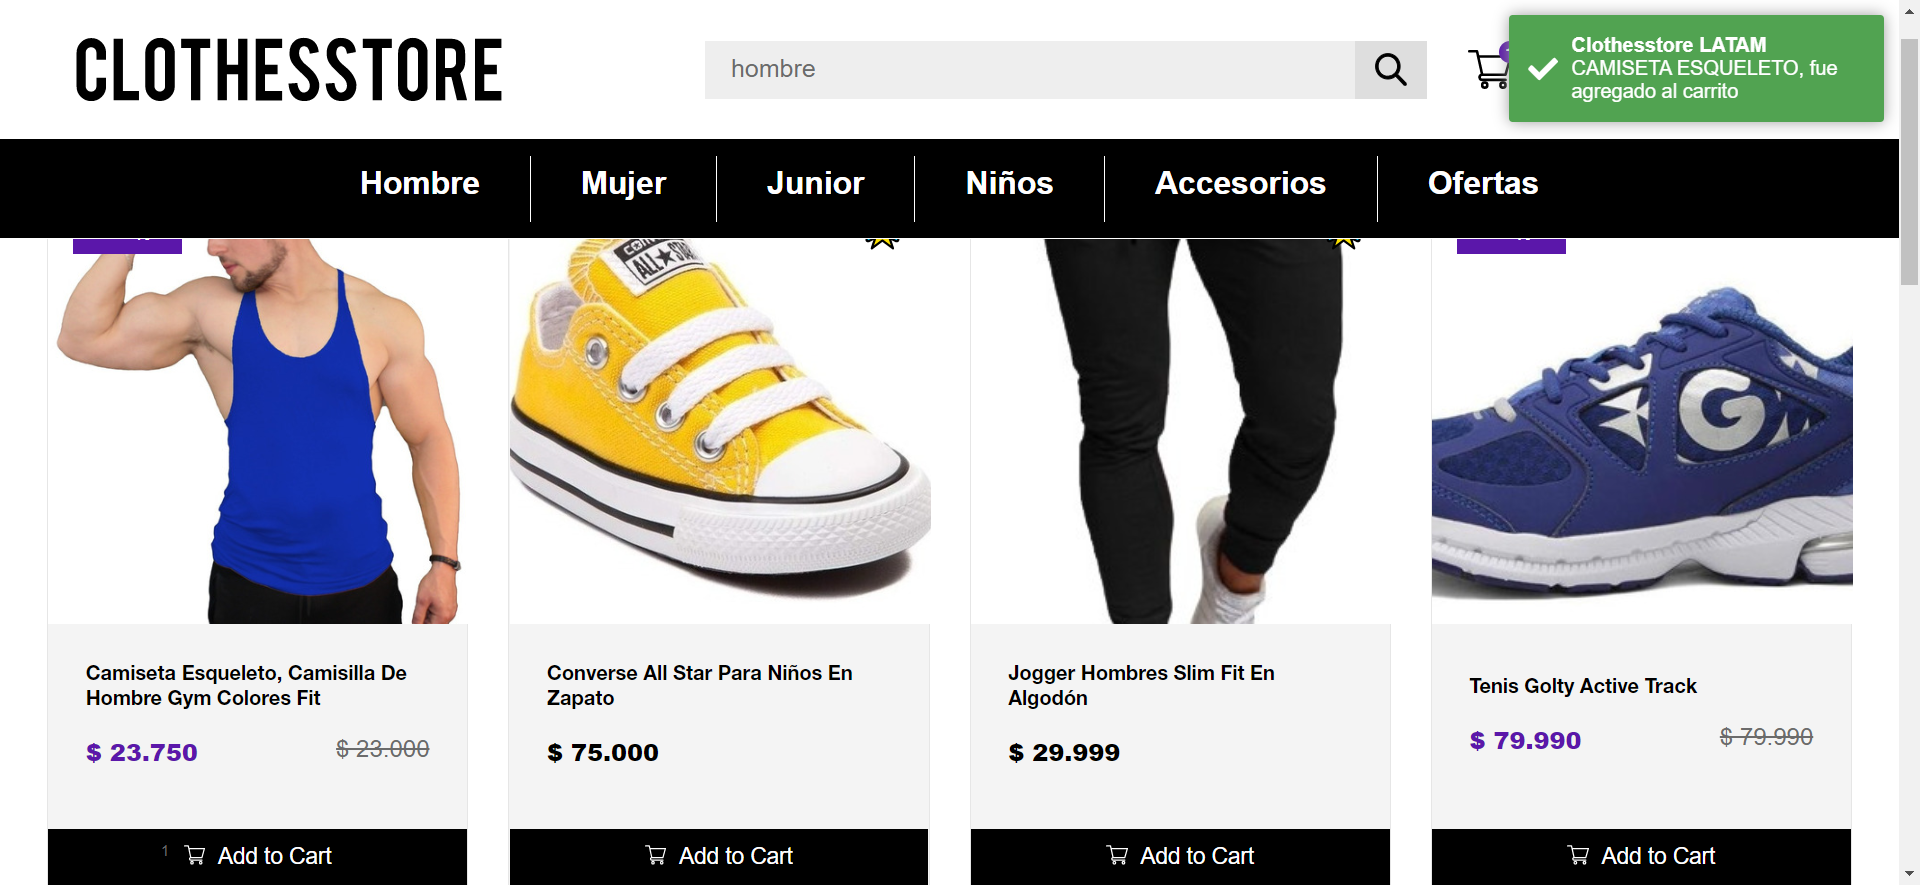 CLOTHESSTORE
hombre
Clothesstore LATAM
CAMISETA ESQUELETO, fue
agregado al carrito
Hombre
Mujer
Junior
Niños
Accesorios
Ofertas
ALL STAR
G
Camiseta Esqueleto, Camisilla De
Hombre Gym Colores Fit
$ 23.750
$ 23.000
Converse All Star Para Niños En
Zapato
$ 75.000
Jogger Hombres Slim Fit En
Algodón
$ 29.999
Tenis Golty Active Track
$ 79.990
$ 79.990
1
Add to Cart
Add to Cart
Add to Cart
Add to Cart